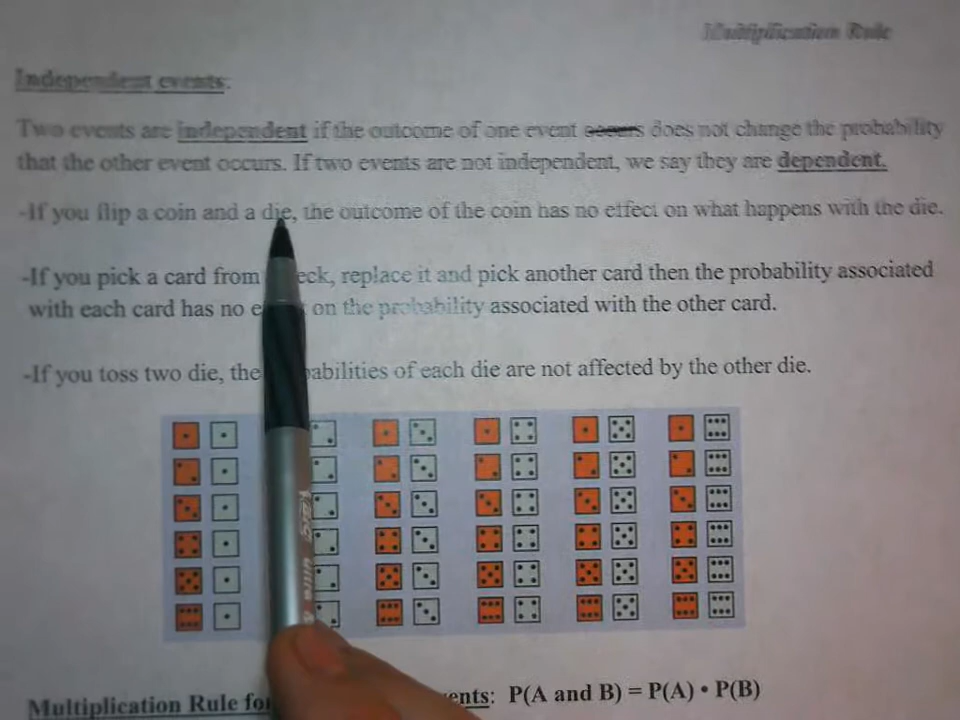 Multiplication Rule
Independent events:
Two events are independent if the outcome of one event occurs does not change the probability
that the other event occurs. If two events are not independent, we say they are dependent.
-If you flip a coin and a die, the outcome of the coin has no effect on what happens with the die.
-If you pick a card from eck, replace it and pick another card then the probability associated
with each card has no on the probability associated with the other card.
-If you toss two die, the abilities of each die are not affected by the other die.
Multiplication Rule for ents: P(A and B) = P(A) • P(B)